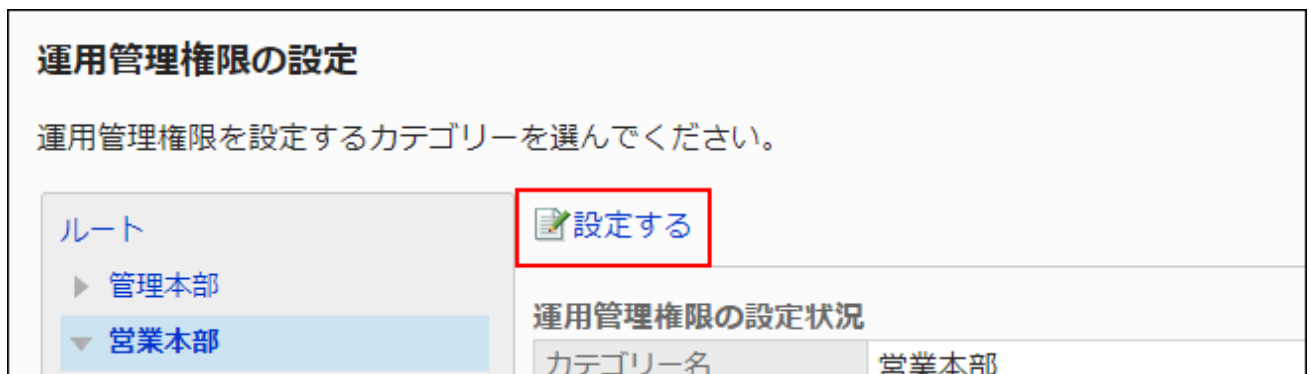 運用管理権限の設定
運用管理権限を設定するカテゴリーを選んでください。
ルート
管理本部
営業本部
設定する
運用管理権限の設定状況
カテゴリー名 営業本部